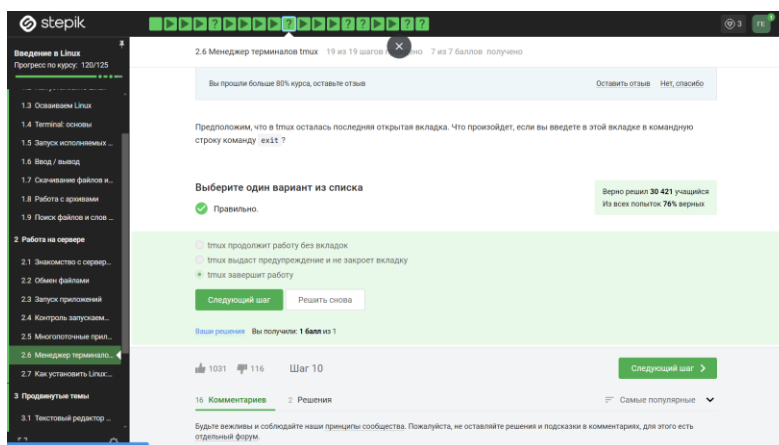 stepik
3
Введение в Linux
Прогресс по курсу: 120/125
2.6 Менеджер терминалов tmux 19 из 19 шагов 7 из 7 баллов получено
Вы прошли больше 80% курса, оставьте отзыв
Оставить отзыв Нет, спасибо
1.3 Осваиваем Linux
1.4 Terminal: основы
1.5 Запуск исполняемых ...
1.6 Ввод / вывод
1.7 Скачивание файлов и...
1.8 Работа с архивами
1.9 Поиск файлов и слов ...
2 Работа на сервере
2.1 Знакомство с сервер...
2.2 Обмен файлами
2.3 Запуск приложений
2.4 Контроль запускаем...
2.5 Многопоточные прил...
2.6 Менеджер терминало...
2.7 Как установить Linux:...
3 Продвинутые темы
3.1 Текстовый редактор ...
Предположим, что в tmux осталась последняя открытая вкладка. Что произойдет, если вы введете в этой вкладке в командную
строку команду exit ?
Выберите один вариант из списка
Правильно.
Верно решил 30 421 учащийся
Из всех попыток 76% верных
tmux продолжит работу без вкладок
tmux выдаст предупреждение и не закроет вкладку
tmux завершит работу
Следующий шаг Решить снова
Ваши решения Вы получили: 1 балл из 1
1031 116 Шаг 10 Следующий шаг
16 Комментариев 2 Решения Самые популярные
Будьте вежливы и соблюдайте наши принципы сообщества. Пожалуйста, не оставляйте решения и подсказки в комментариях, для этого есть
отдельный форум.